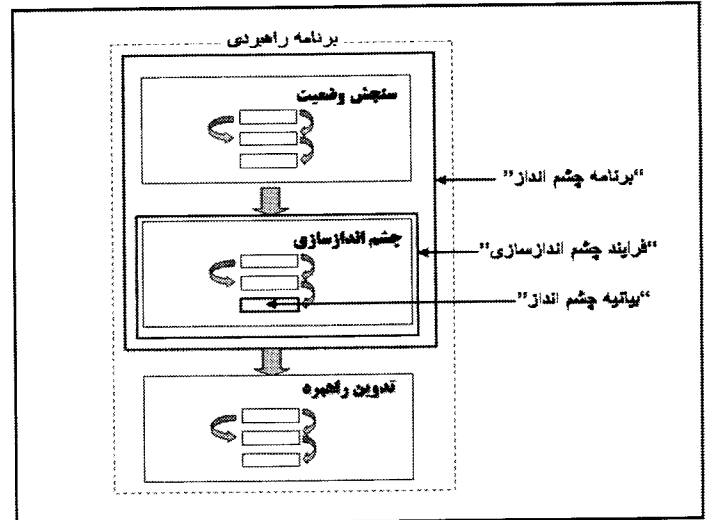 برنامه راهبردی
سنجش وضعیت
"برنامه چشم انداز"
چشم اندازسازی
"فرایند چشم اندازسازی"
"بیانیه چشم انداز"
تدوین راهبرد